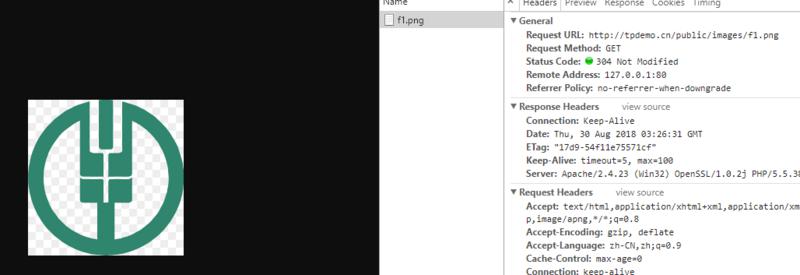 Name
f1.png
Headers Preview Response Cookies Timing
General
Request URL: http://tpdemo.cn/public/images/f1.png
Request Method: GET
Status Code: 304 Not Modified
Remote Address: 127.0.0.1:80
Referrer Policy: no-referrer-when-downgrade
Response Headers view source
Connection: Keep-Alive
Date: Thu, 30 Aug 2018 03:26:31 GMT
ETag: "17d9-54f11e75571cf"
Keep-Alive: timeout=5, max=100
Server: Apache/2.4.23 (Win32) OpenSSL/1.0.2j PHP/5.5.38
Request Headers view source
Accept: text/html,application/xhtml+xml,application/xm
p,image/apng,*/*;q=0.8
Accept-Encoding: gzip, deflate
Accept-Language: zh-CN,zh;q=0.9
Cache-Control: max-age=0
Connection: keep-alive